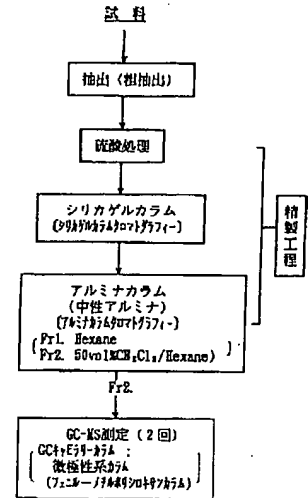 試料
抽出 (粗抽出)
硫酸処理
シリカゲルカラム
(シリカゲルカラムクロマトグラフィー)
アルミナカラム
(中性アルミナ)
(アルミナカラムクロマトグラフィー)
Fr1. Hexane
Fr2. 50vol%CH₂Cl₂/Hexane)
精製工程
Fr2.
GC-MS測定 (2回)
GCキャピラリーカラム :
微極性系カラム
(フェニルーメチルポリシロキサンカラム)